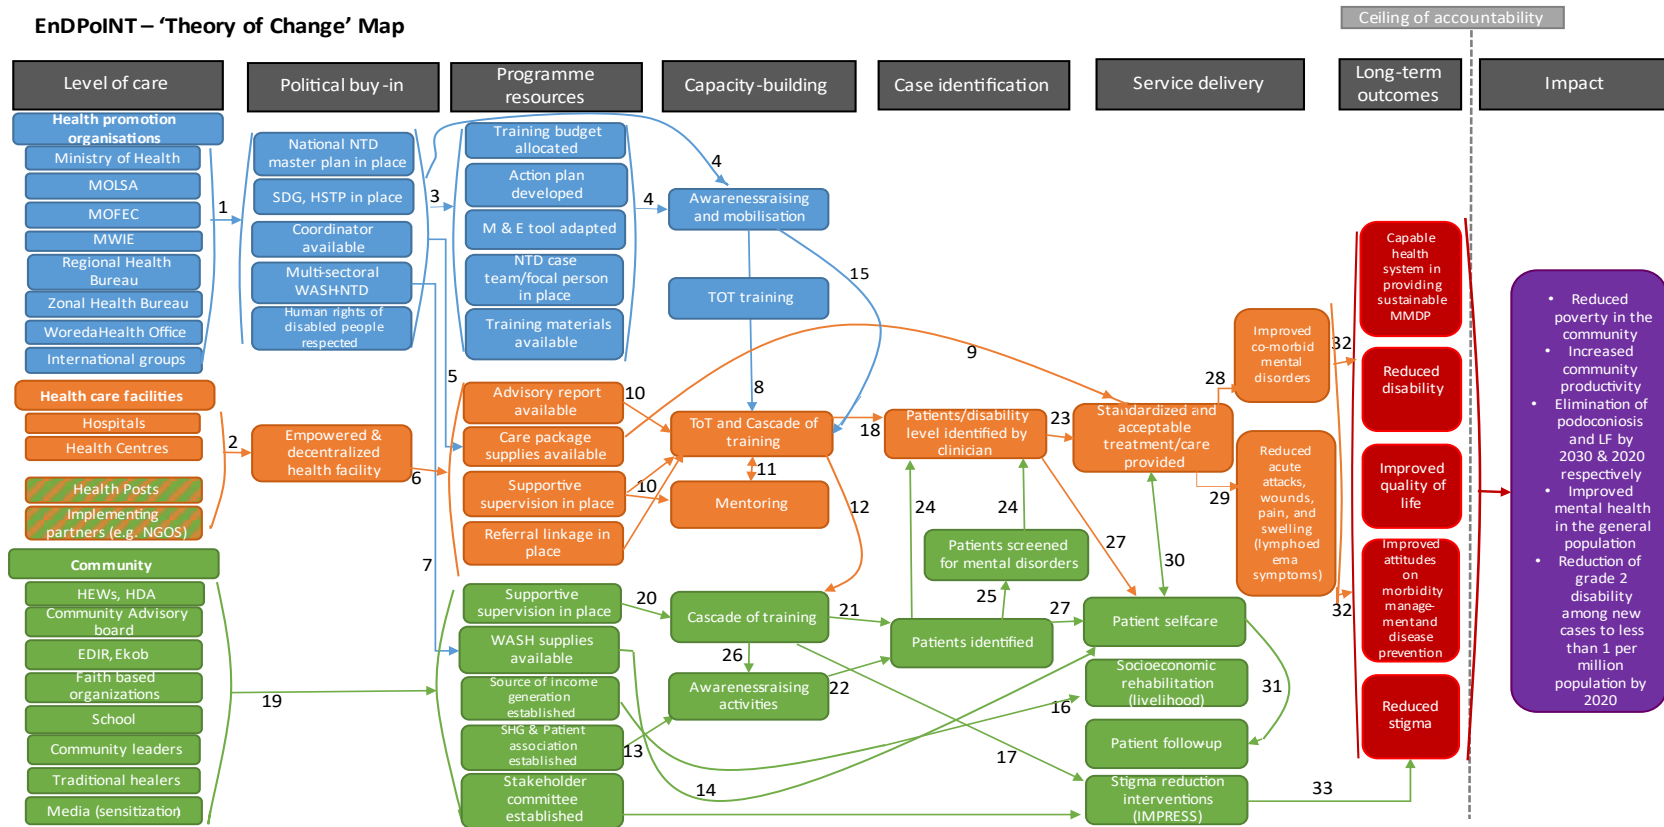 EnDPoINT – ‘Theory of Change’ Map
Ceiling of accountability
Level of care
Political buy-in
Programme
resources
Capacity-building
Case identification
Service delivery
Long-term
outcomes
Impact
Health promotion
organisations
Ministry of Health
MOLSA
MOFEC
MWIE
Regional Health
Bureau
Zonal Health Bureau
WoredaHealth Office
International groups
1
National NTD
master plan in place
SDG, HSTP in place
Coordinator
available
Multi-sectoral
WASH-NTD
Human rights of
disabled people
respected
3
Training budget
allocated
Action plan
developed
M & E tool adapted
NTD case
team/focal person
in place
Training materials
available
4
4
Awarenessraising
and mobilisation
TOT training
15
8
9
Health care facilities
Hospitals
Health Centres
Health Posts
Implementing
partners (e.g. NGOS)
2
Empowered &
decentralized
health facility
6
5
7
Advisory report
available
Care package
supplies available
Supportive
supervision in place
Referral linkage in
place
10
10
ToT and Cascade of
training
11
Mentoring
12
18
Patients/disability
level identified by
clinician
23
Standardized and
acceptable
treatment/care
provided
28
29
Improved
co-morbid
mental
disorders
Reduced
acute
attacks,
wounds,
pain, and
swelling
(lymphoed
ema
symptoms)
32
32
24
24
Patients screened
for mental disorders
25
27
27
30
Community
HEWs, HDA
Community Advisory
board
EDIR, Ekob
Faith based
organizations
School
Community leaders
Traditional healers
Media (sensitization)
19
Supportive
supervision in place
WASH supplies
available
Source of income
generation
established
SHG & Patient
association
established
Stakeholder
committee
established
20
13
14
Cascade of training
26
Awarenessraising
activities
21
22
Patients identified
16
17
Patient selfcare
Socioeconomic
rehabilitation
(livelihood)
Patient followup
Stigma reduction
interventions
(IMPRESS)
31
33
Capable
health
system in
providing
sustainable
MMDP
Reduced
disability
Improved
quality of
life
Improved
attitudes on
morbidity
manage-
mentand
disease
prevention
Reduced
stigma
• Reduced
poverty in the
community
• Increased
community
productivity
• Elimination of
podoconiosis
and LF by
2030 & 2020
respectively
• Improved
mental health
in the general
population
• Reduction of
grade 2
disability
among new
cases to less
than 1 per
million
population by
2020